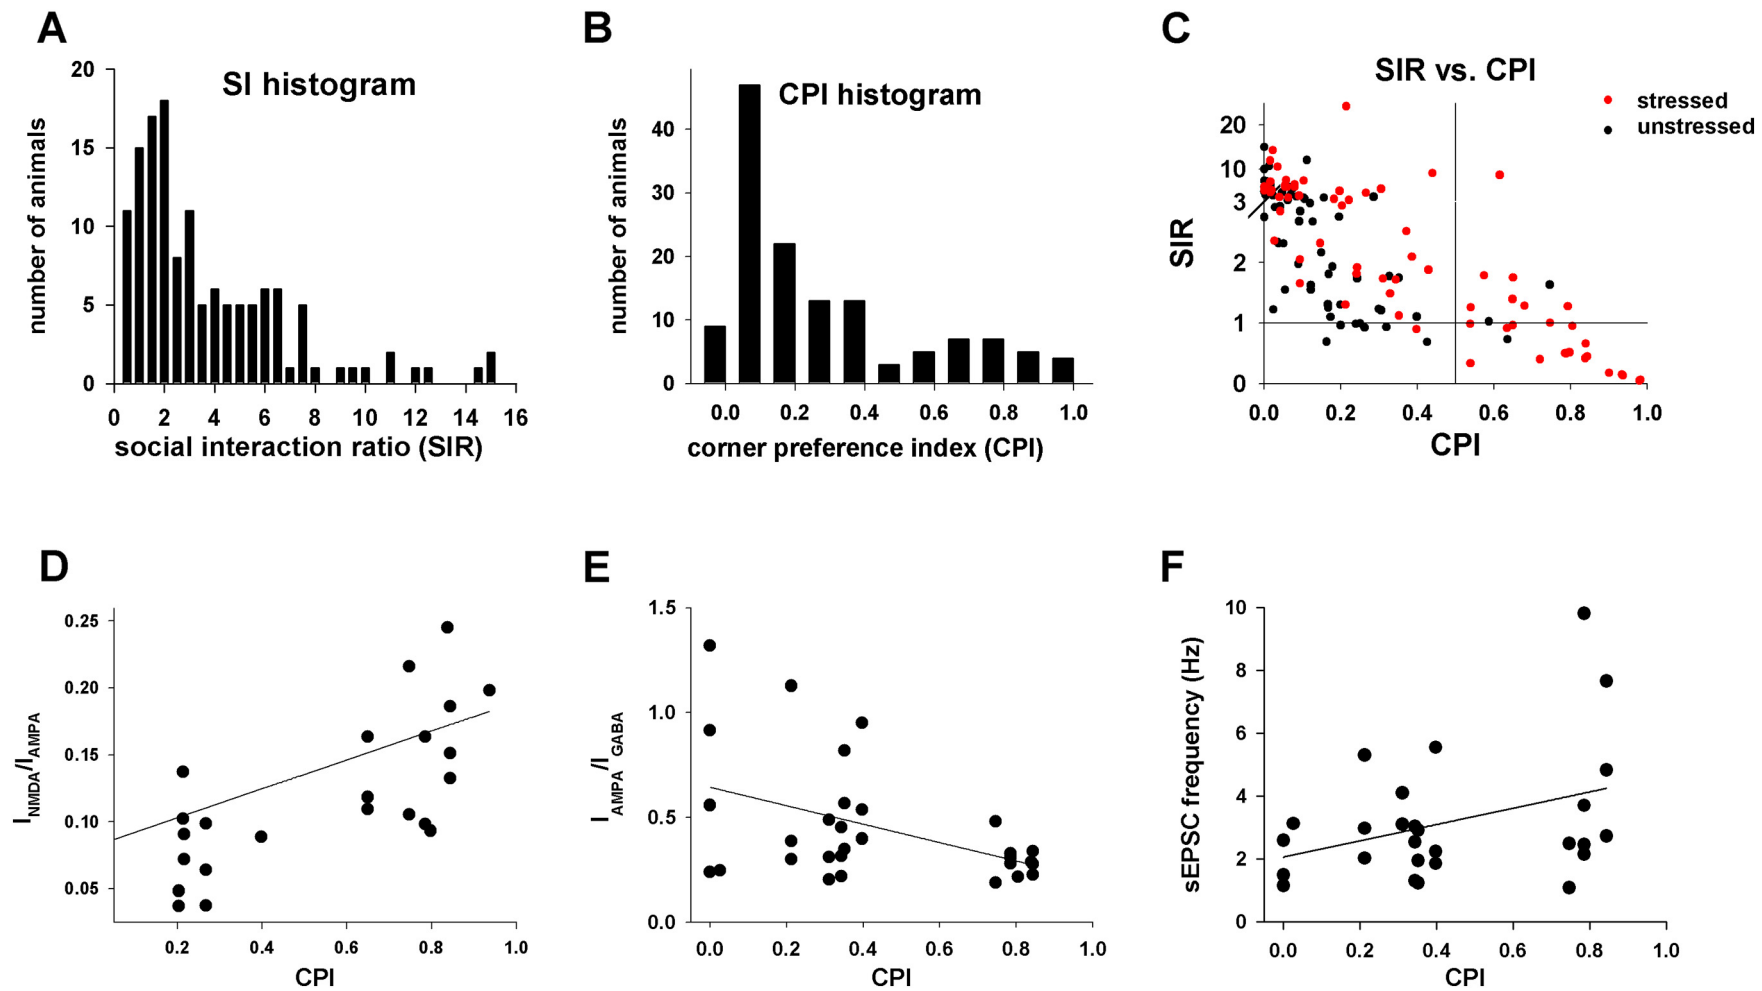 A
SI histogram
number of animals
20
15
10
5
0
0 2 4 6 8 10 12 14 16
social interaction ratio (SIR)
B
CPI histogram
number of animals
40
30
20
10
0
0.0 0.2 0.4 0.6 0.8 1.0
corner preference index (CPI)
C
SIR vs. CPI
stressed
unstressed
SIR
20
10
3
2
1
0
0.0 0.2 0.4 0.6 0.8 1.0
CPI
D
I NMDA/I AMPA
0.25
0.20
0.15
0.10
0.05
0.2 0.4 0.6 0.8 1.0
CPI
E
I AMPA/I GABA
1.5
1.0
0.5
0.0
0.0 0.2 0.4 0.6 0.8 1.0
CPI
F
sEPSC frequency (Hz)
10
8
6
4
2
0
0.0 0.2 0.4 0.6 0.8 1.0
CPI